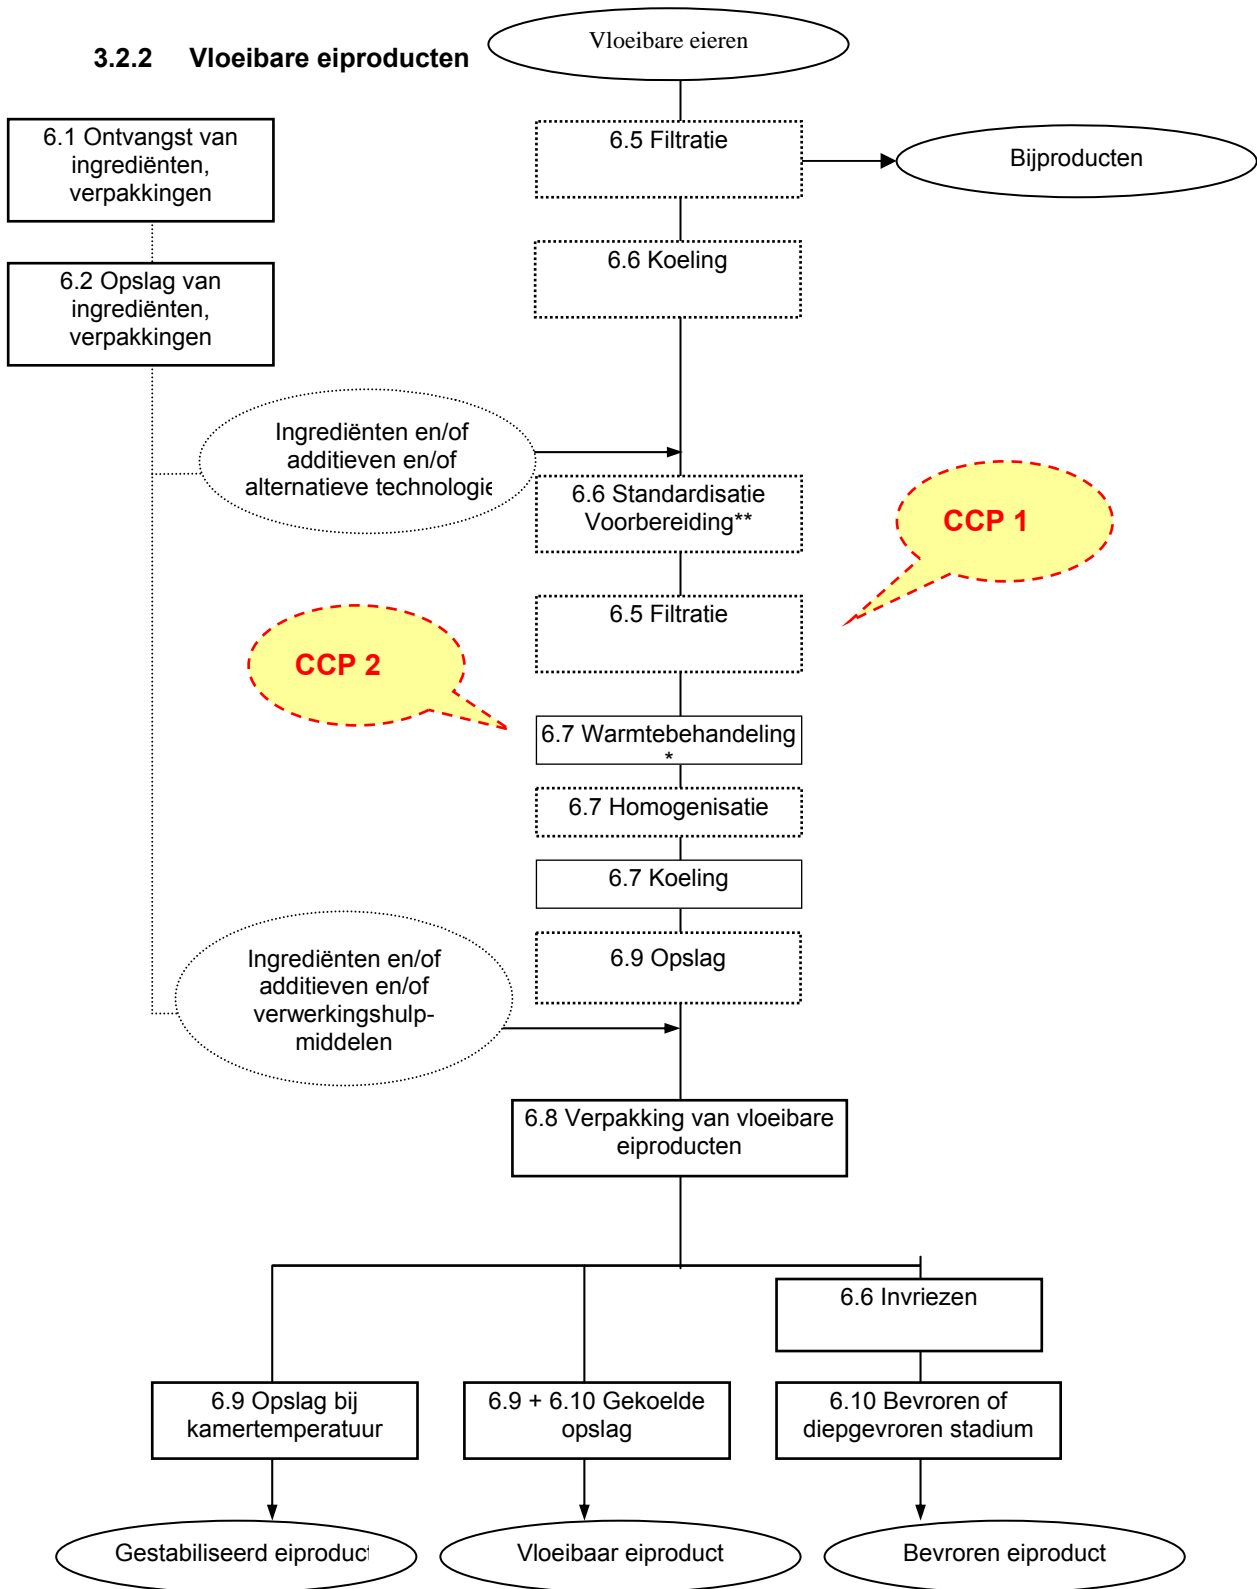 3.2.2 Vloeibare eiproducten
Vloeibare eieren
6.1 Ontvangst van
ingrediënten,
verpakkingen
6.5 Filtratie
Bijproducten
6.2 Opslag van
ingrediënten,
verpakkingen
6.6 Koeling
Ingrediënten en/of
additieven en/of
alternatieve technologie
6.6 Standardisatie
Voorbereiding**
CCP 1
6.5 Filtratie
CCP 2
6.7 Warmtebehandeling
*
6.7 Homogenisatie
6.7 Koeling
6.9 Opslag
Ingrediënten en/of
additieven en/of
verwerkingshulp-
middelen
6.8 Verpakking van vloeibare
eiproducten
6.6 Invriezen
6.9 Opslag bij
kamertemperatuur
6.9 + 6.10 Gekoelde
opslag
6.10 Bevroren of
diepgevroren stadium
Gestabiliseerd eiproduct
Vloeibaar eiproduct
Bevroren eiproduct